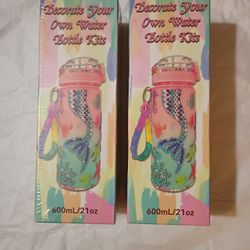 Decorate Your
Own Water
Bottle Kits
600mL/21oz
Decorate Your
Own Water
Bottle Kits
600mL/21oz